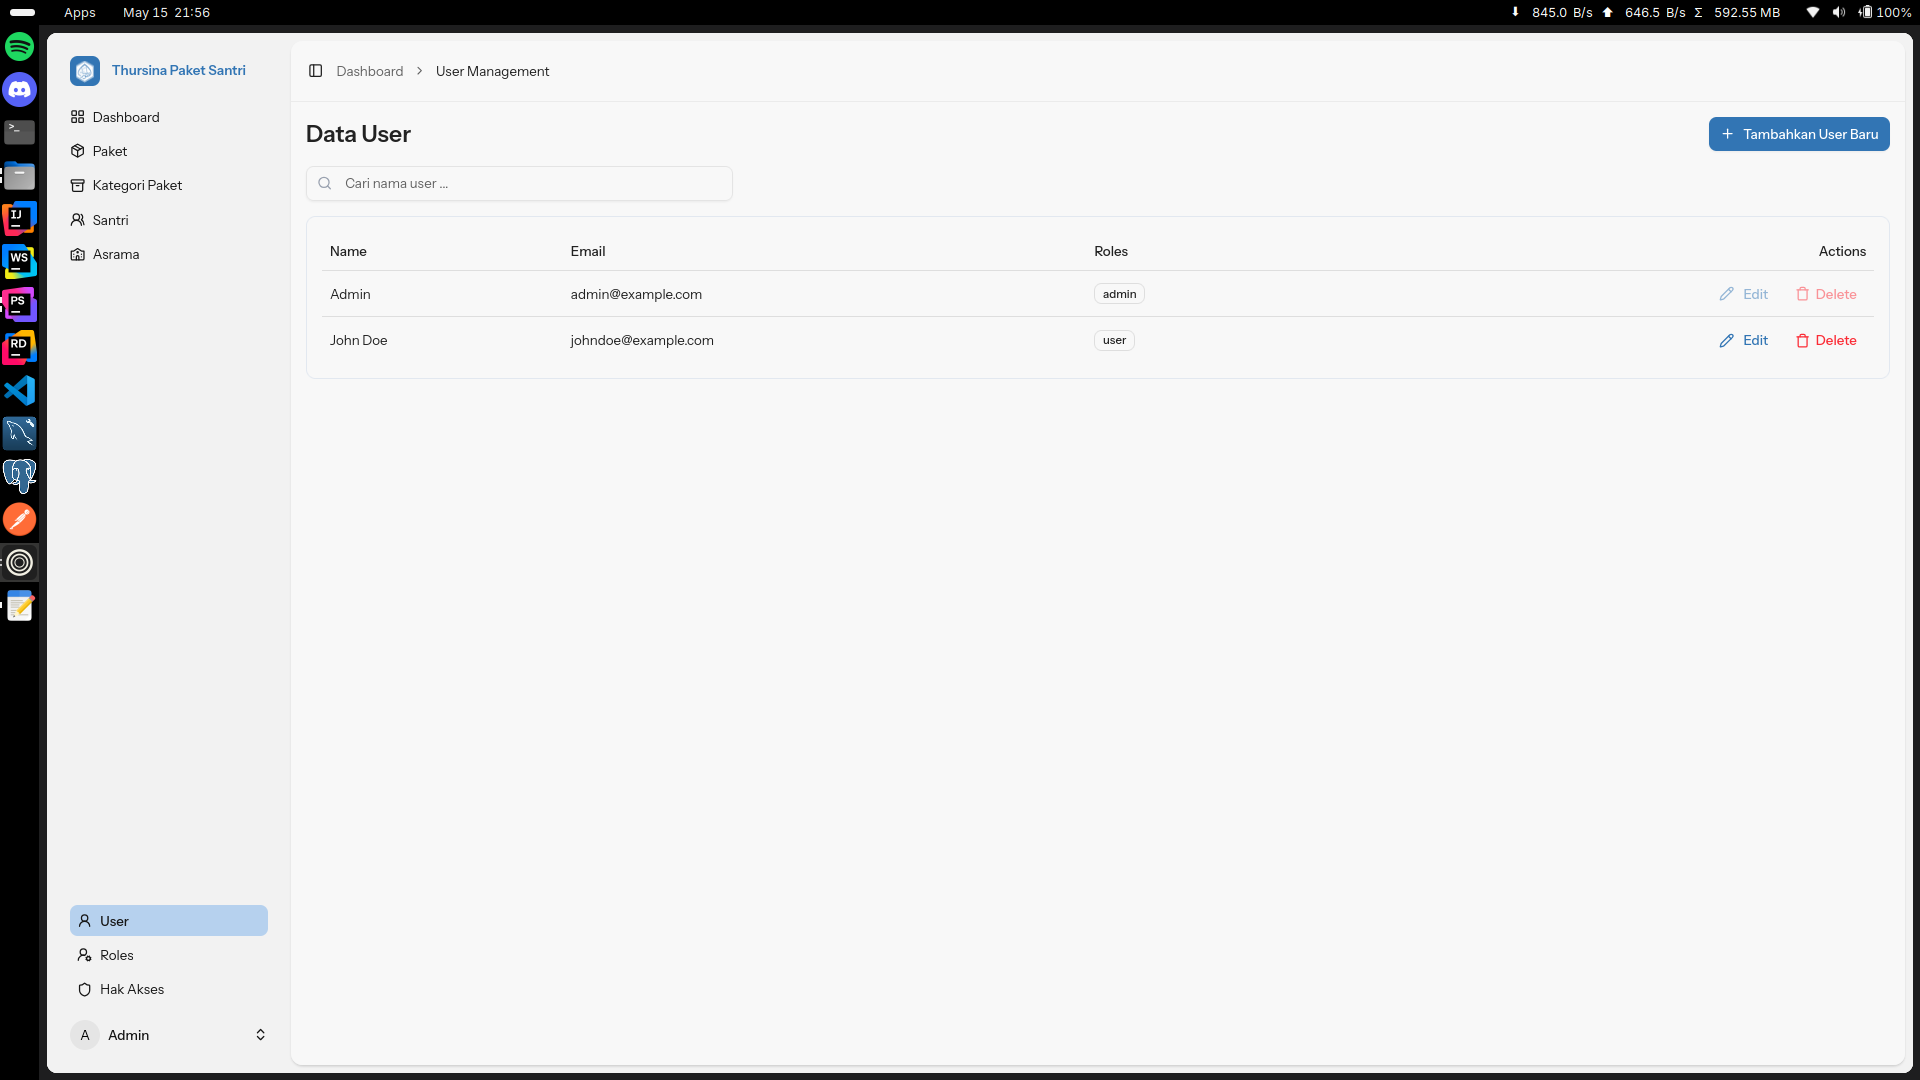 Apps May 15 21:56 845.0 B/s 646.5 B/s Σ 592.55 MB 100%
Thursina Paket Santri
Dashboard
Paket
Kategori Paket
Santri
Asrama
User
Roles
Hak Akses
A Admin
Dashboard > User Management
Data User
+ Tambahkan User Baru
Cari nama user ...
Name Email Roles Actions
Admin admin@example.com admin Edit Delete
John Doe johndoe@example.com user Edit Delete
>_
IJ
WS
PS
RD